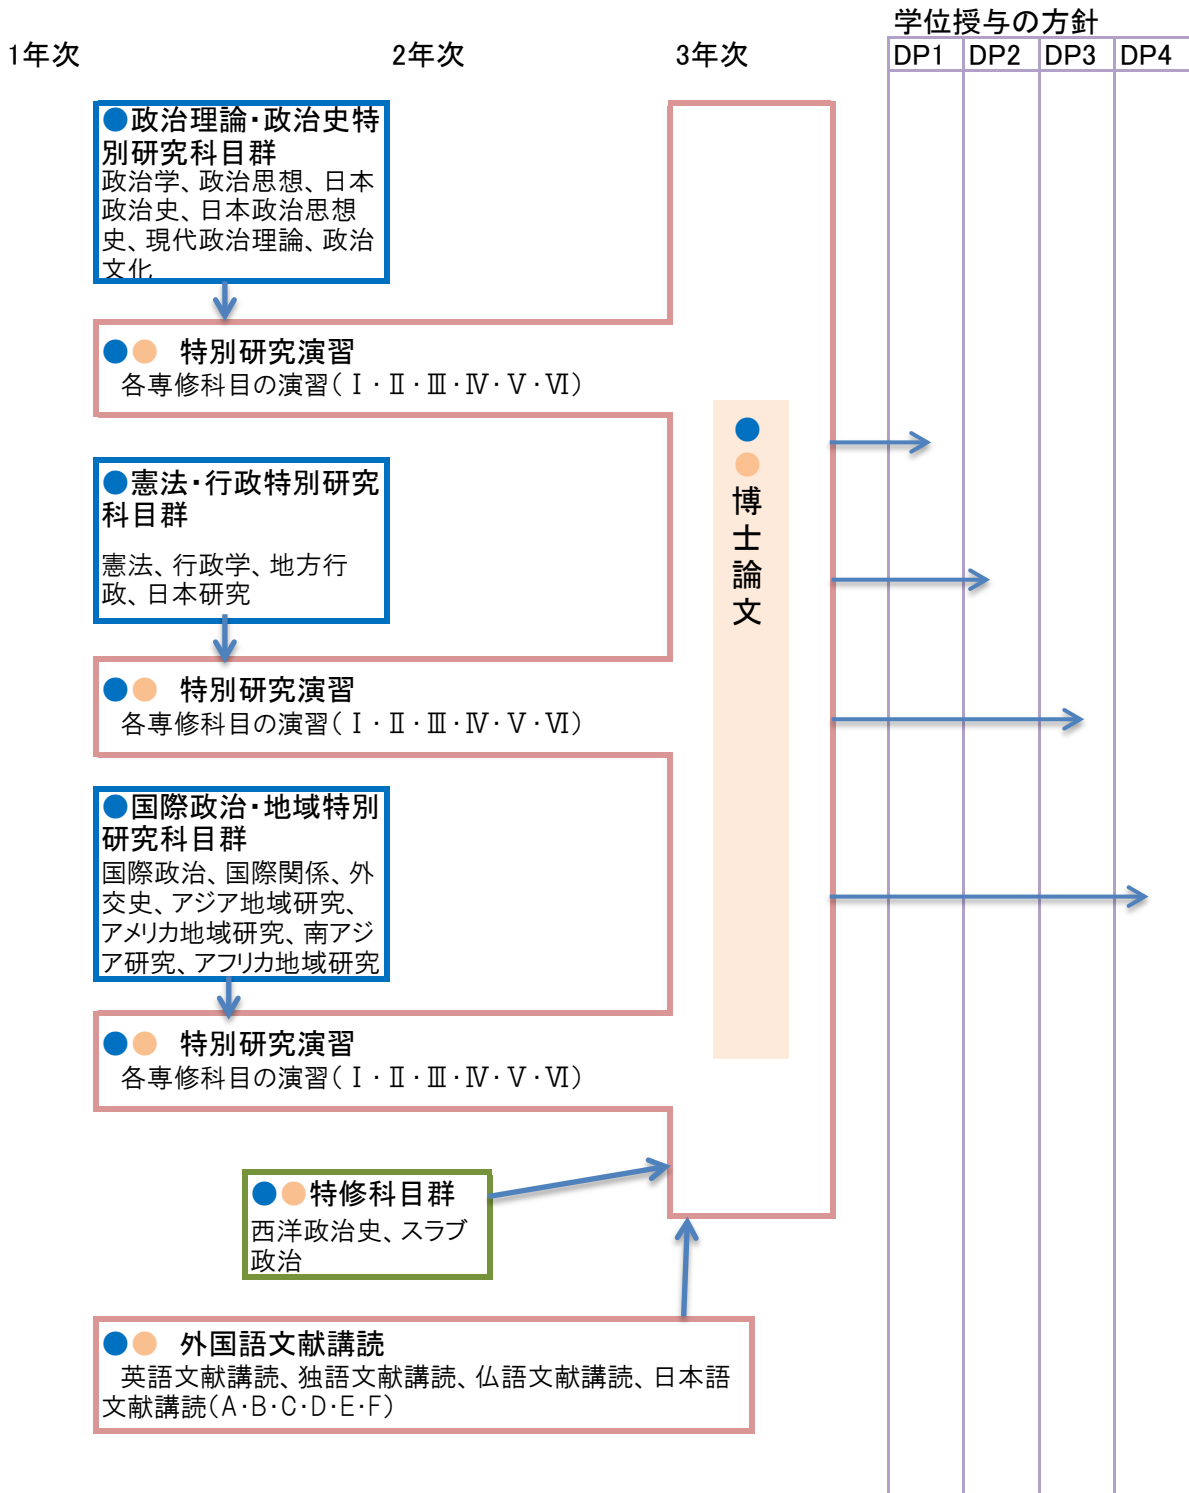 学位授与の方針
1年次
2年次
3年次
DP1
DP2
DP3
DP4
●政治理論・政治史特
別研究科目群
政治学、政治思想、日本
政治史、日本政治思想
史、現代政治理論、政治
文化
●● 特別研究演習
各専修科目の演習(Ⅰ・Ⅱ・Ⅲ・Ⅳ・Ⅴ・Ⅵ)
●憲法・行政特別研究
科目群
憲法、行政学、地方行
政、日本研究
●● 特別研究演習
各専修科目の演習(Ⅰ・Ⅱ・Ⅲ・Ⅳ・Ⅴ・Ⅵ)
●国際政治・地域特別
研究科目群
国際政治、国際関係、外
交史、アジア地域研究、
アメリカ地域研究、南アジ
ア研究、アフリカ地域研究
●● 特別研究演習
各専修科目の演習(Ⅰ・Ⅱ・Ⅲ・Ⅳ・Ⅴ・Ⅵ)
●●博士論文
●●特修科目群
西洋政治史、スラブ
政治
●● 外国語文献講読
英語文献講読、独語文献講読、仏語文献講読、日本語
文献講読(A・B・C・D・E・F)